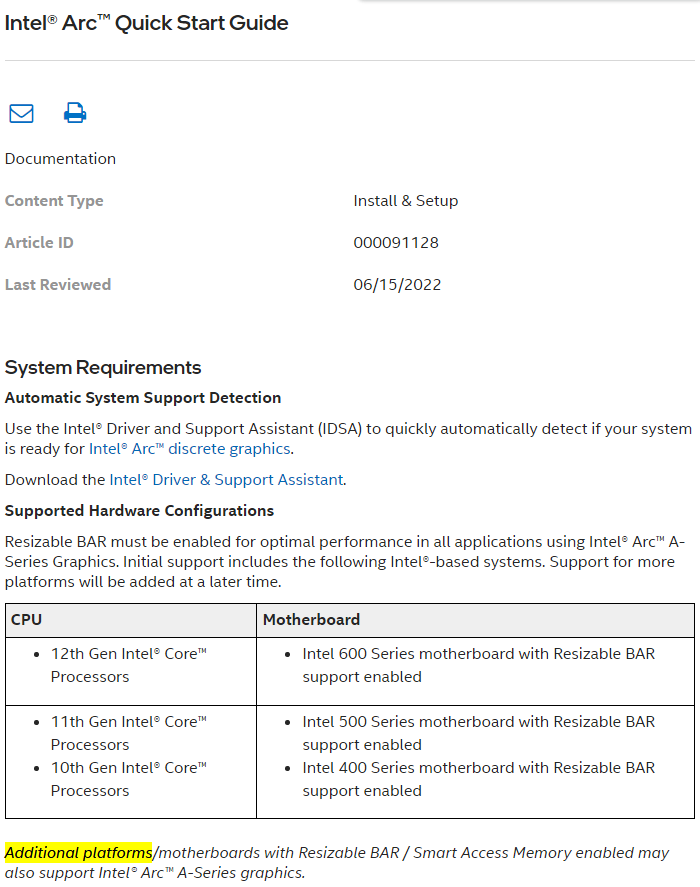 Intel® Arc™ Quick Start Guide
Documentation
Content Type Install & Setup
Article ID 000091128
Last Reviewed 06/15/2022
System Requirements
Automatic System Support Detection
Use the Intel® Driver and Support Assistant (IDSA) to quickly automatically detect if your system
is ready for Intel® Arc™ discrete graphics.
Download the Intel® Driver & Support Assistant.
Supported Hardware Configurations
Resizable BAR must be enabled for optimal performance in all applications using Intel® Arc™ A-
Series Graphics. Initial support includes the following Intel®-based systems. Support for more
platforms will be added at a later time.
CPU Motherboard
• 12th Gen Intel® Core™
Processors
• Intel 600 Series motherboard with Resizable BAR
support enabled
• 11th Gen Intel® Core™
Processors
• 10th Gen Intel® Core™
Processors
• Intel 500 Series motherboard with Resizable BAR
support enabled
• Intel 400 Series motherboard with Resizable BAR
support enabled
Additional platforms/motherboards with Resizable BAR / Smart Access Memory enabled may
also support Intel® Arc™ A-Series graphics.